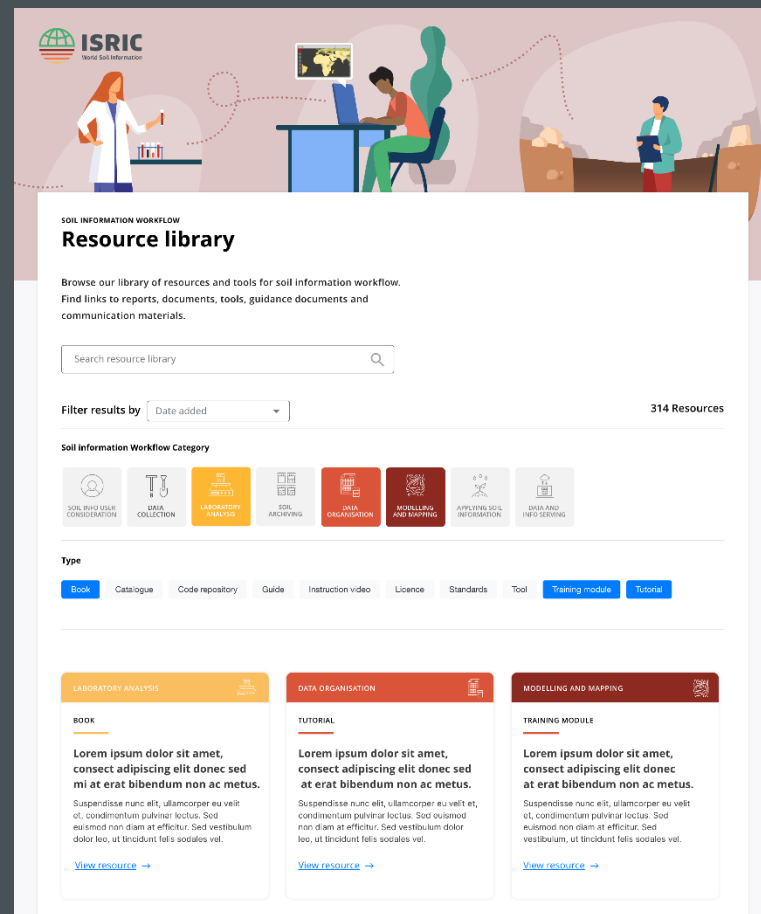 ISRIC
World Soil Information
SOIL INFORMATION WORKFLOW
Resource library
Browse our library of resources and tools for soil information workflow.
Find links to reports, documents, tools, guidance documents and
communication materials.
Search resource library
Filter results by Date added
314 Resources
Soil information Workflow Category
SOIL INFO USER
CONSIDERATION
DATA
COLLECTION
LABORATORY
ANALYSIS
SOIL
ARCHIVING
DATA
ORGANISATION
MODELLING
AND MAPPING
APPLYING SOIL
INFORMATION
DATA AND
INFO SERVING
Type
Book Catalogue Code repository Guide Instruction video Licence Standards Tool Training module Tutorial
LABORATORY ANALYSIS
BOOK
Lorem ipsum dolor sit amet,
consect adipiscing elit donec sed
mi at erat bibendum non ac metus.
Suspendisse nunc elit, ullamcorper eu velit
et, condimentum pulvinar lectus. Sed
euismod non diam at efficitur. Sed vestibulum
dolor leo, ut tincidunt felis sodales vel.
View resource →
DATA ORGANISATION
TUTORIAL
Lorem ipsum dolor sit amet,
consect adipiscing elit donec sed
at erat bibendum non ac metus.
Suspendisse nunc elit, ullamcorper eu velit et,
condimentum pulvinar lectus. Sed euismod
non diam at efficitur. Sed vestibulum dolor
leo, ut tincidunt felis sodales vel.
View resource →
MODELLING AND MAPPING
TRAINING MODULE
Lorem ipsum dolor sit amet,
consect adipiscing elit donec
at erat bibendum non ac metus.
Suspendisse nunc elit, ullamcorper eu velit
et, condimentum pulvinar lectus. Sed
euismod non diam at efficitur. Sed
vestibulum, ut tincidunt felis sodales vel.
View resource →